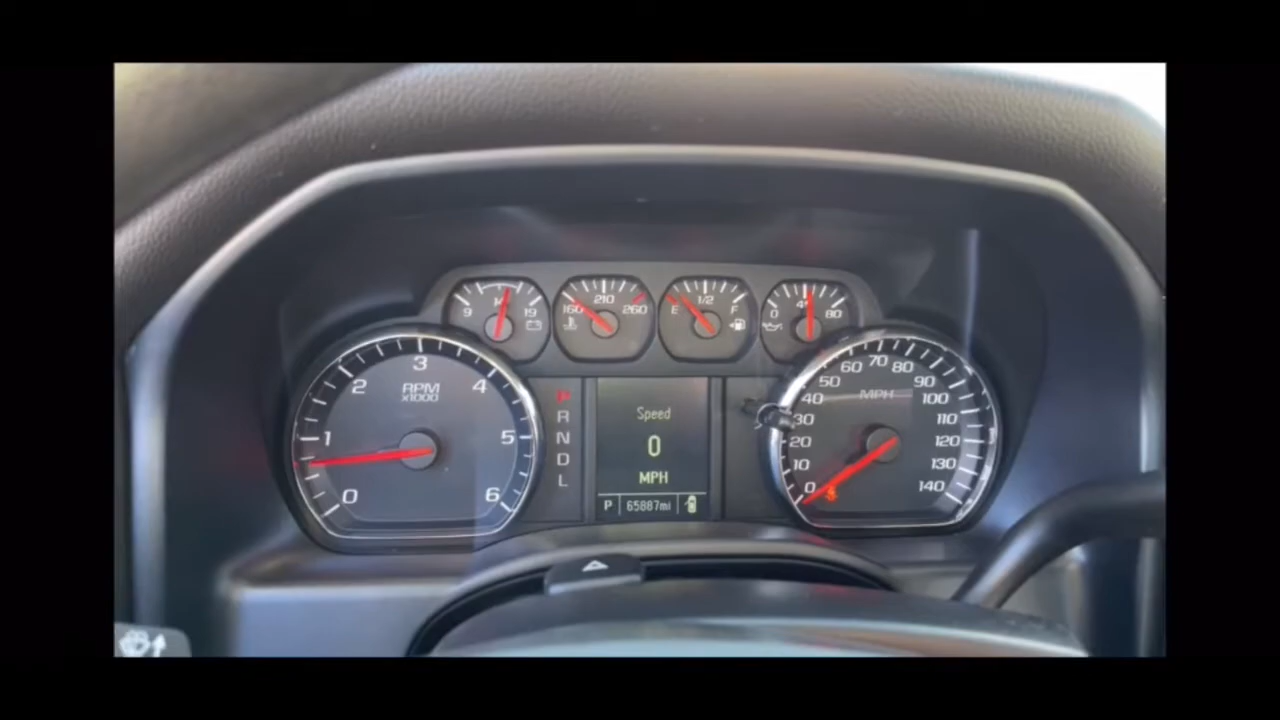 9 14 19
160 210 260
E 1/2 F
0 40 80
0 1 2 3 4 5 6
RPM
x1000
P
R
N
D
L
Speed
0
MPH
P 65887mi
0 10 20 30 40 50 60 70 80 90 100 110 120 130 140
MPH